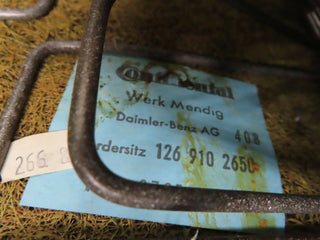 Continental
Werk Mendig
Daimler-Benz AG 408
rdersitz 126 910 2650
266